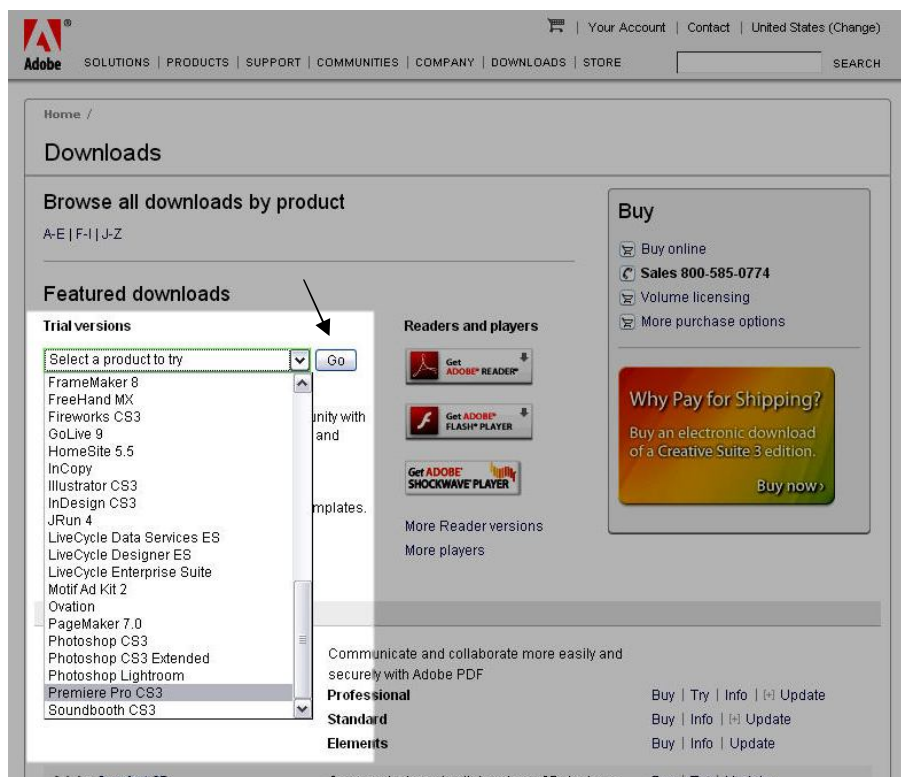 Your Account | Contact | United States (Change)
Adobe SOLUTIONS | PRODUCTS | SUPPORT | COMMUNITIES | COMPANY | DOWNLOADS | STORE SEARCH
Home /
Downloads
Browse all downloads by product
A-E | F-I | J-Z
Featured downloads
Trial versions
Select a product to try Go
FrameMaker 8
FreeHand MX
Fireworks CS3
GoLive 9
HomeSite 5.5
InCopy
Illustrator CS3
InDesign CS3
JRun 4
LiveCycle Data Services ES
LiveCycle Designer ES
LiveCycle Enterprise Suite
Motif Ad Kit 2
Ovation
PageMaker 7.0
Photoshop CS3
Photoshop CS3 Extended
Photoshop Lightroom
Premiere Pro CS3
Soundbooth CS3
with
and
Readers and players
Get
ADOBE® READER®
Get ADOBE®
FLASH® PLAYER
Get ADOBE®
SHOCKWAVE® PLAYER
More Reader versions
More players
Buy
Buy online
Sales 800-585-0774
Volume licensing
More purchase options
Why Pay for Shipping?
Buy an electronic download
of a Creative Suite 3 edition.
Buy now ›
Communicate and collaborate more easily and
securely with Adobe PDF
Professional Buy | Try | Info | [+] Update
Standard Buy | Info | [+] Update
Elements Buy | Info | Update